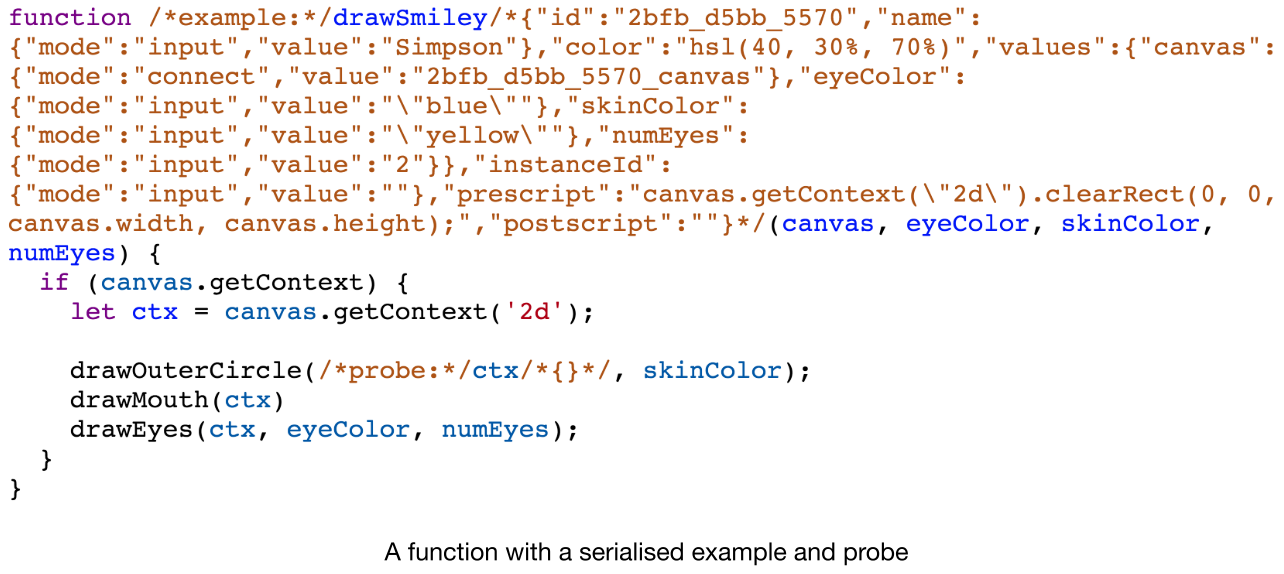 function /*example:*/drawSmiley/*{"id":"2bfb_d5bb_5570","name":
{"mode":"input","value":"Simpson"},"color":"hsl(40, 30%, 70%)","values":{"canvas":
{"mode":"connect","value":"2bfb_d5bb_5570_canvas"},"eyeColor":
{"mode":"input","value":"\"blue\""},"skinColor":
{"mode":"input","value":"\"yellow\""},"numEyes":
{"mode":"input","value":"2"}},"instanceId":
{"mode":"input","value":""},"prescript":"canvas.getContext(\"2d\").clearRect(0, 0,
canvas.width, canvas.height);","postscript":""}*/(canvas, eyeColor, skinColor,
numEyes) {
  if (canvas.getContext) {
    let ctx = canvas.getContext('2d');

    drawOuterCircle(/*probe:*/ctx/*{}*/, skinColor);
    drawMouth(ctx)
    drawEyes(ctx, eyeColor, numEyes);
  }
}
A function with a serialised example and probe